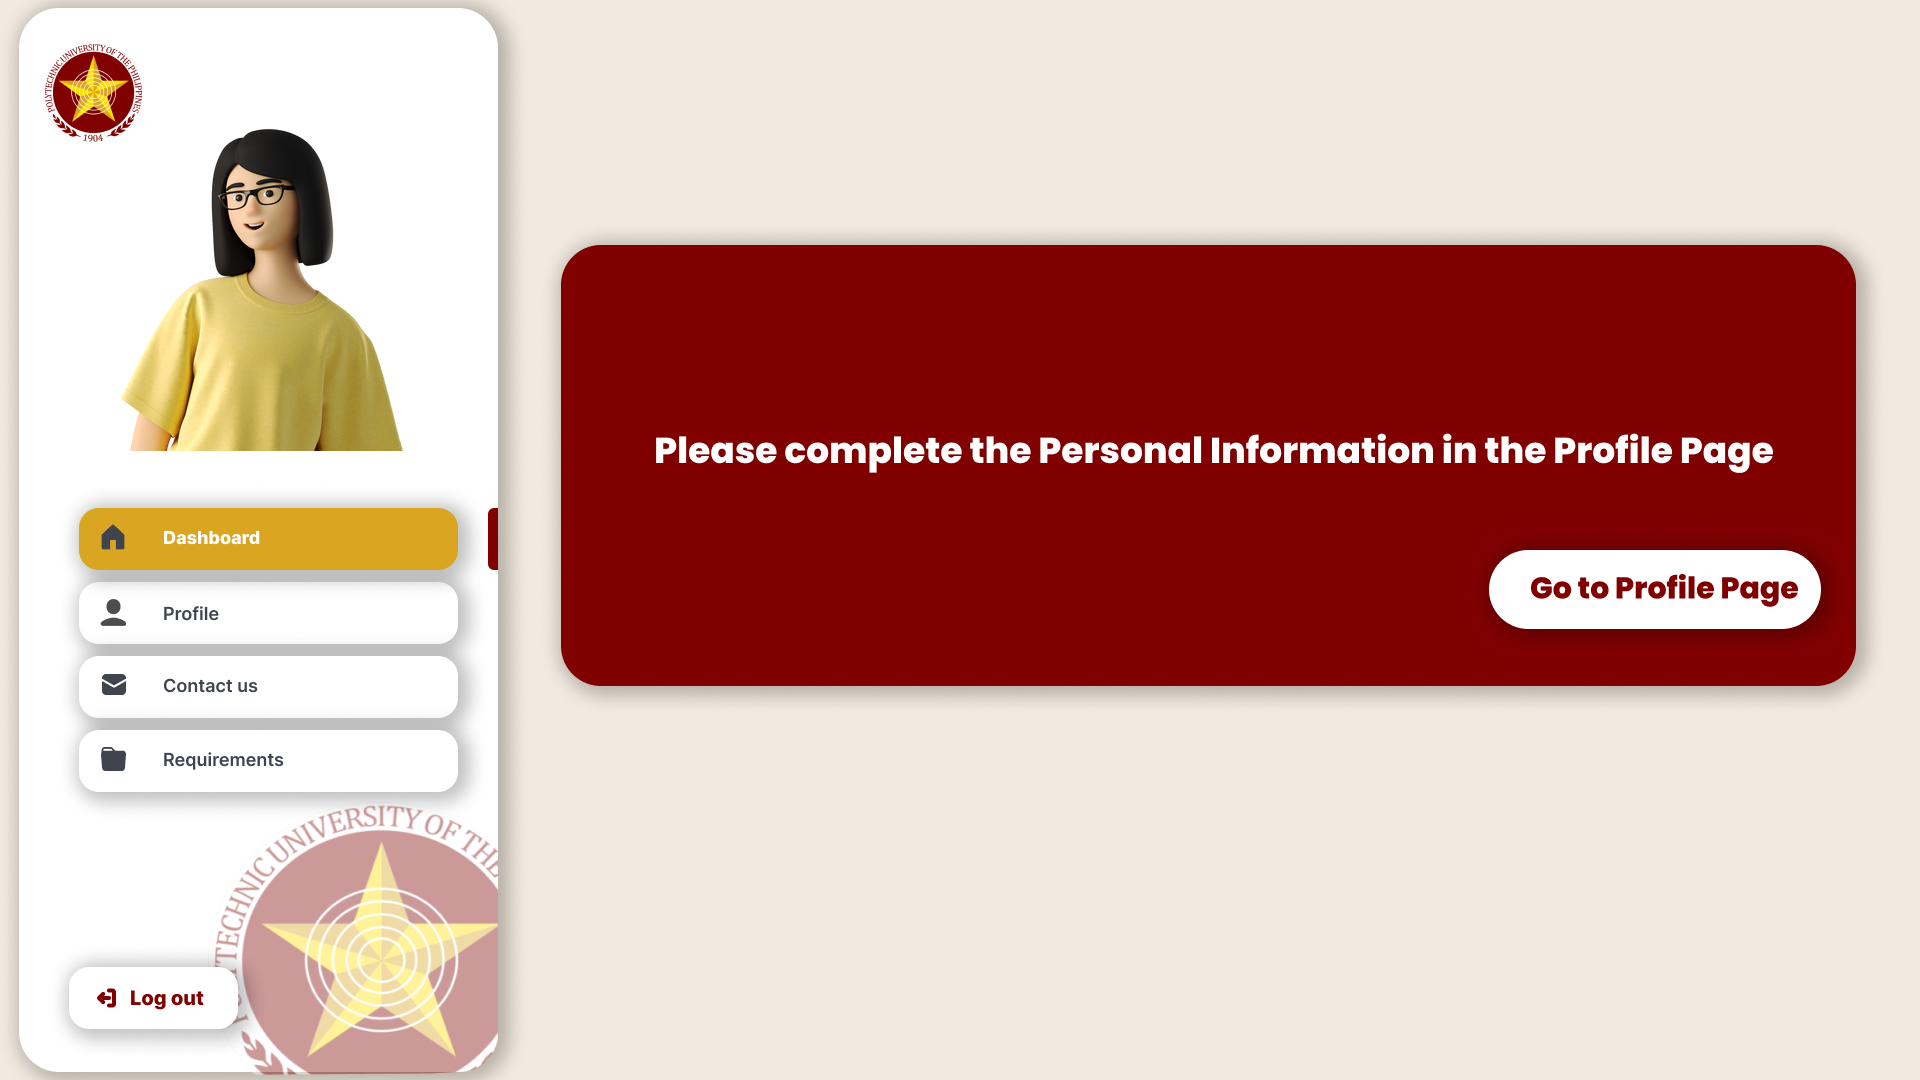 POLYTECHNIC UNIVERSITY OF THE PHILIPPINES
1904
Dashboard
Profile
Contact us
Requirements
Please complete the Personal Information in the Profile Page
Go to Profile Page
TECHNIC UNIVERSITY OF THE
Log out